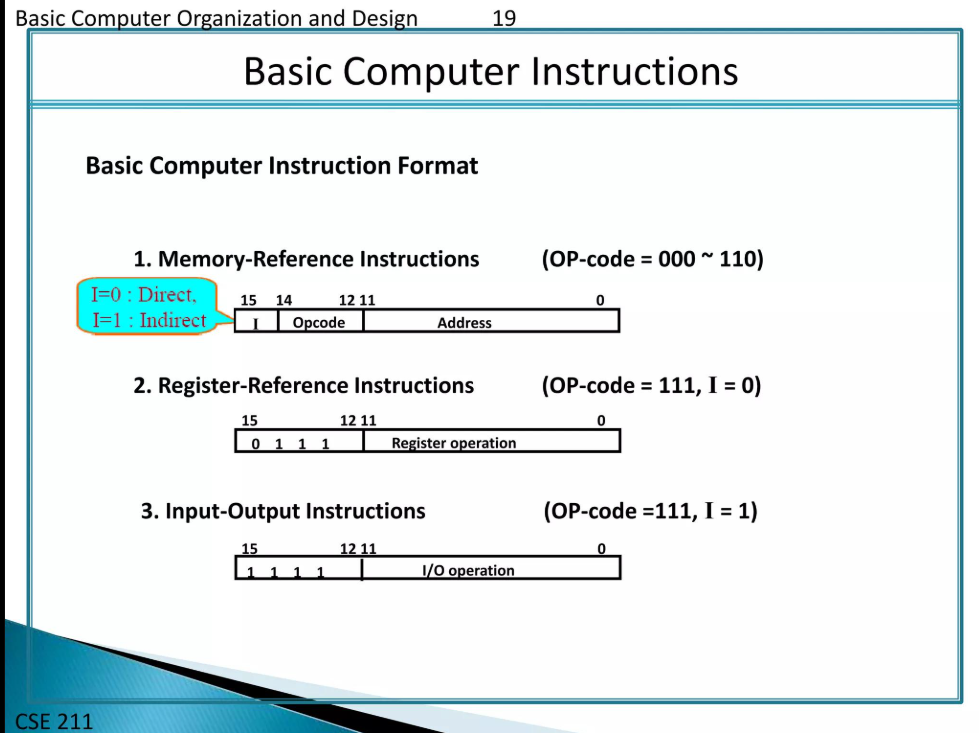 Basic Computer Organization and Design 19
Basic Computer Instructions
Basic Computer Instruction Format
1. Memory-Reference Instructions (OP-code = 000 ~ 110)
I=0 : Direct,
I=1 : Indirect
15 14 12 11 0
I Opcode Address
2. Register-Reference Instructions (OP-code = 111, I = 0)
15 12 11 0
0 1 1 1 Register operation
3. Input-Output Instructions (OP-code =111, I = 1)
15 12 11 0
1 1 1 1 I/O operation
CSE 211